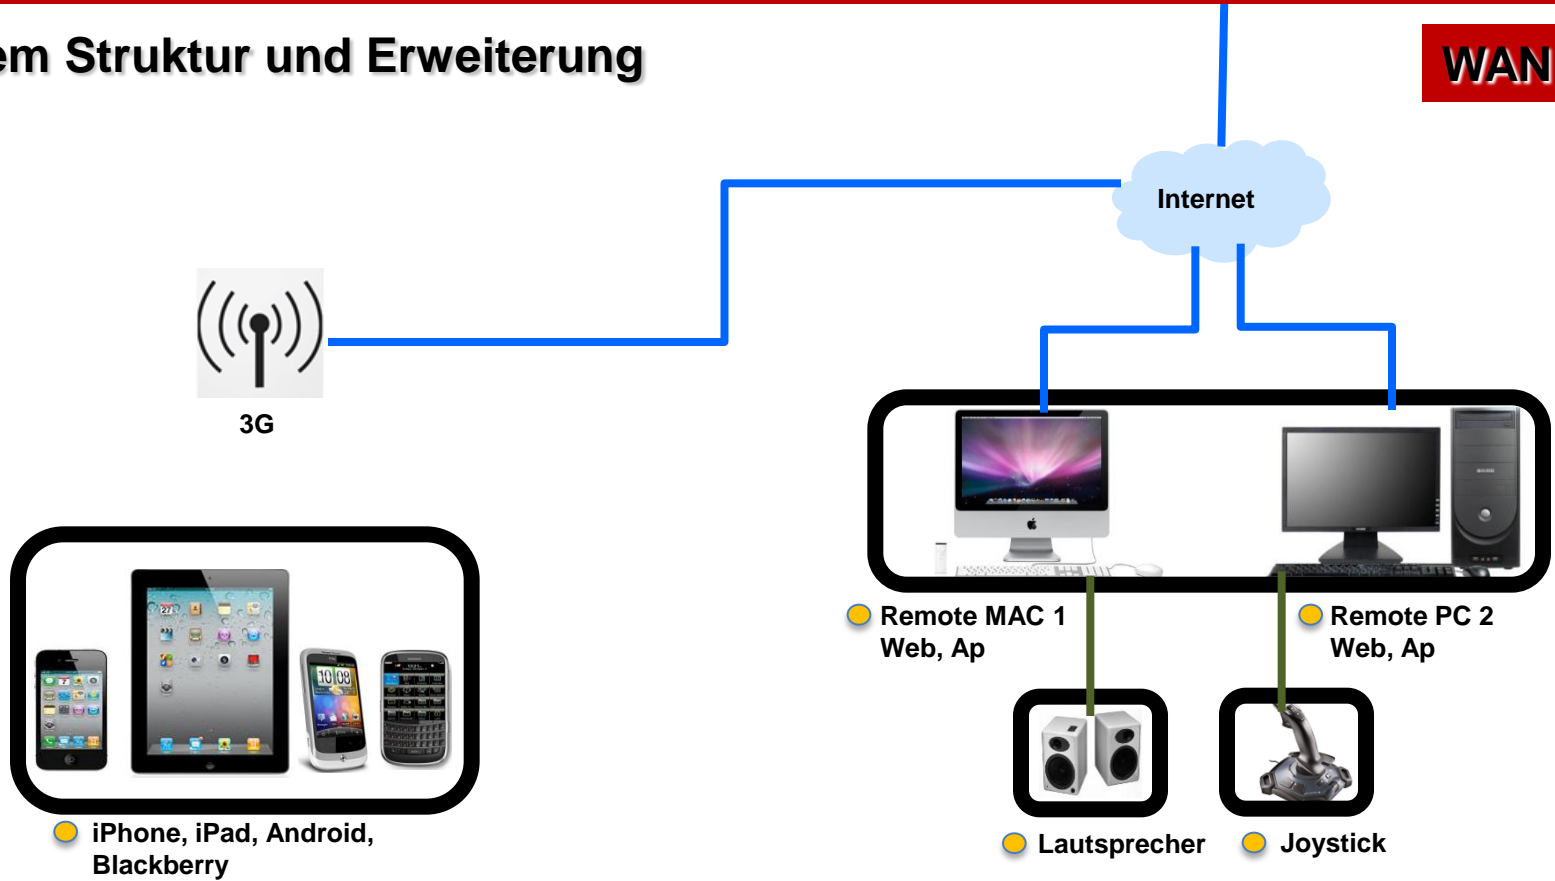 em Struktur und Erweiterung
WAN
Internet
3G
Remote MAC 1
Web, Ap
Remote PC 2
Web, Ap
iPhone, iPad, Android,
Blackberry
Lautsprecher
Joystick